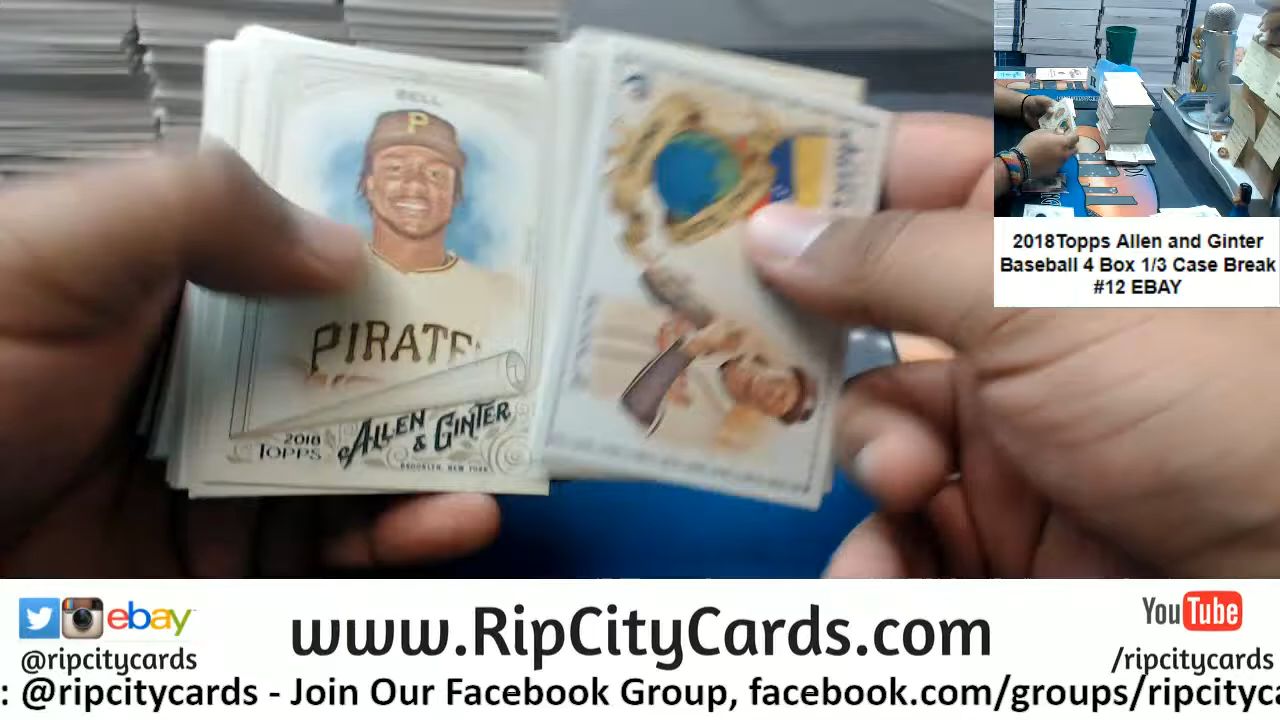 BELL
P
PIRATE
2018
TOPPS
ALLEN
& GINTER
BROOKLYN, NEW YORK
2018Topps Allen and Ginter
Baseball 4 Box 1/3 Case Break
#12 EBAY
ebay
@ripcitycards
www.RipCityCards.com
YouTube
/ripcitycards
: @ripcitycards - Join Our Facebook Group, facebook.com/groups/ripcityca